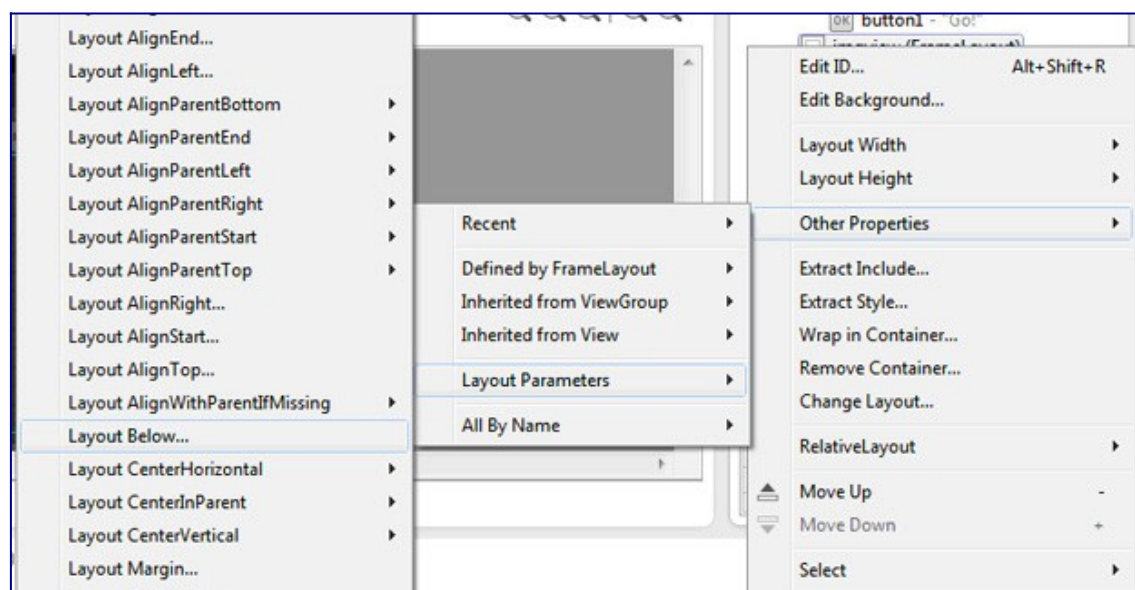 Layout AlignEnd...
Layout AlignLeft...
Layout AlignParentBottom
Layout AlignParentEnd
Layout AlignParentLeft
Layout AlignParentRight
Layout AlignParentStart
Layout AlignParentTop
Layout AlignRight...
Layout AlignStart...
Layout AlignTop...
Layout AlignWithParentIfMissing
Layout Below...
Layout CenterHorizontal
Layout CenterInParent
Layout CenterVertical
Layout Margin...
Recent
Defined by FrameLayout
Inherited from ViewGroup
Inherited from View
Layout Parameters
All By Name
OK button1 - "Go!"
(FrameLayout)
Edit ID... Alt+Shift+R
Edit Background...
Layout Width
Layout Height
Other Properties
Extract Include...
Extract Style...
Wrap in Container...
Remove Container...
Change Layout...
RelativeLayout
Move Up -
Move Down +
Select